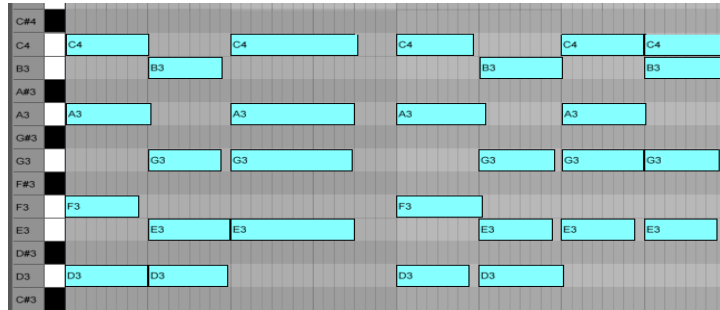 C#4
C4 C4 C4 C4 C4 C4
B3 B3 B3 B3
A#3
A3 A3 A3 A3 A3
G#3
G3 G3 G3 G3 G3 G3
F#3
F3 F3 F3
E3 E3 E3 E3 E3 E3
D#3
D3 D3 D3 D3 D3
C#3